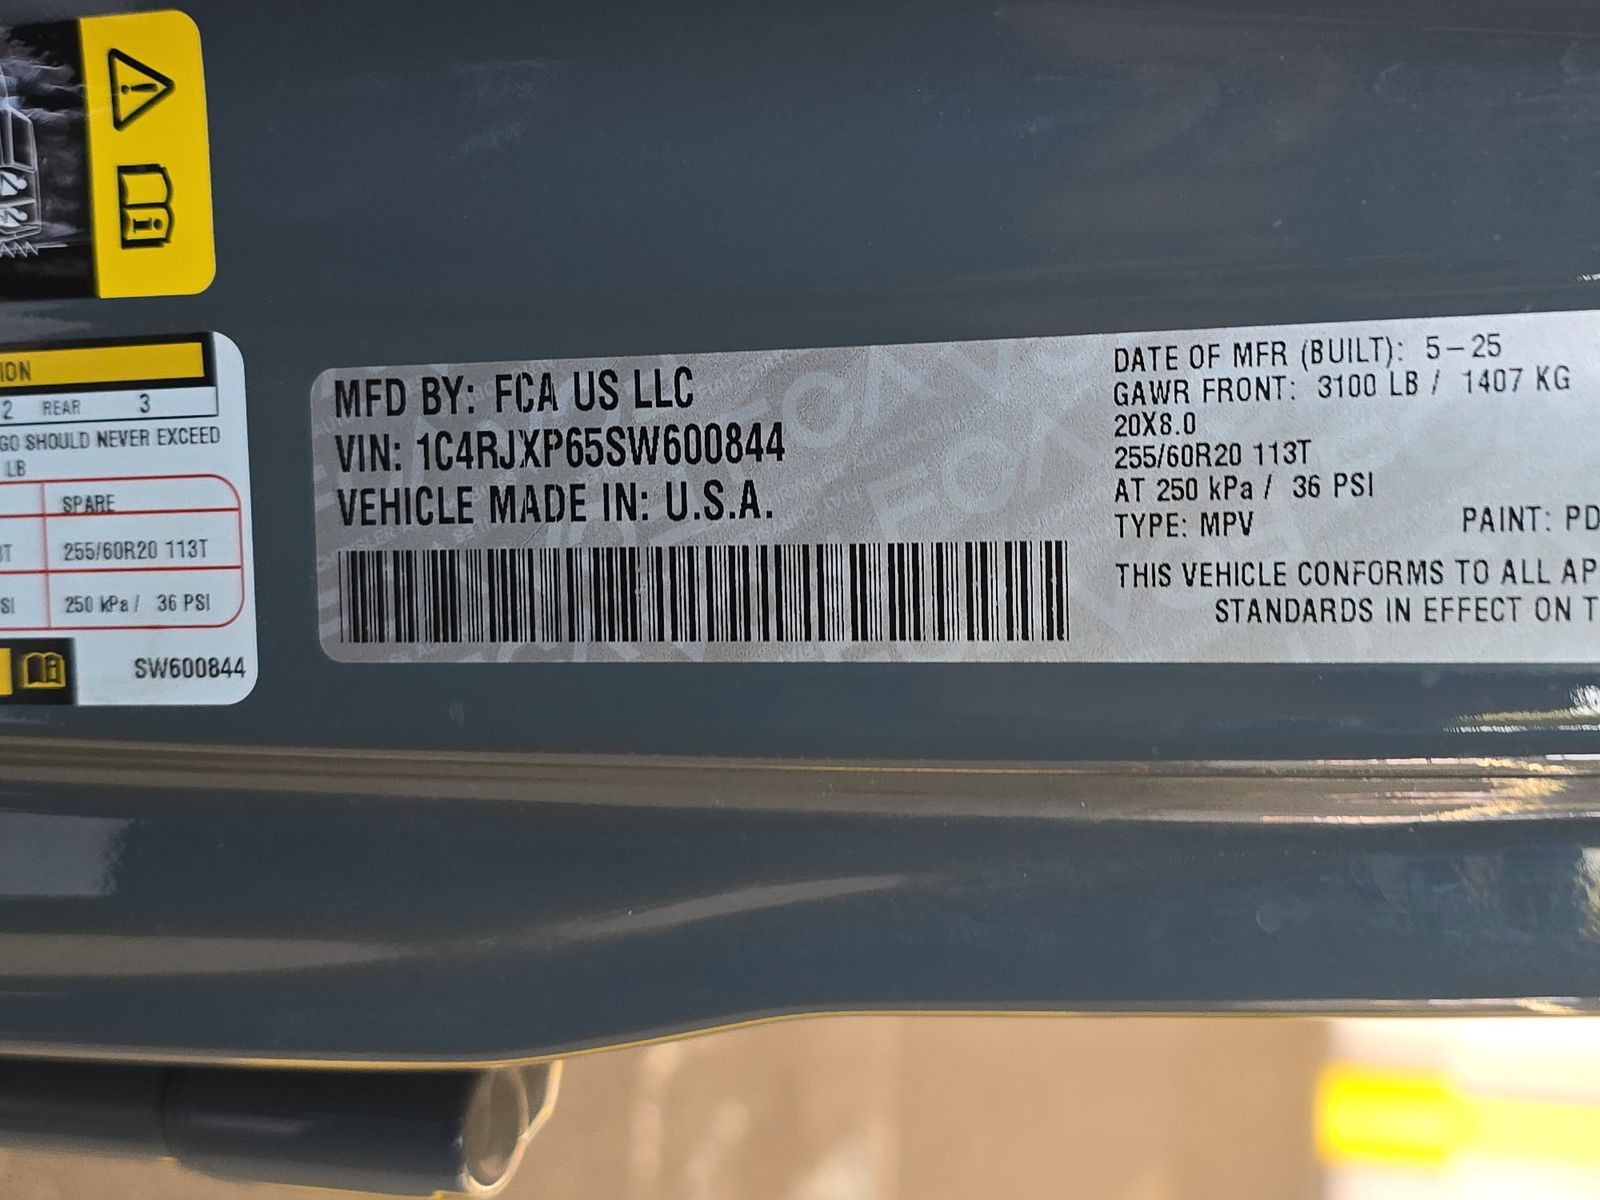 ION
2 REAR 3
GO SHOULD NEVER EXCEED
LB
SPARE
255/60R20 113T
SI 250 kPa / 36 PSI
SW600844
MFD BY: FCA US LLC
VIN: 1C4RJXP65SW600844
VEHICLE MADE IN: U.S.A.
DATE OF MFR (BUILT): 5-25
GAWR FRONT: 3100 LB / 1407 KG
20X8.0
255/60R20 113T
AT 250 kPa / 36 PSI
TYPE: MPV PAINT: PD
THIS VEHICLE CONFORMS TO ALL AP
STANDARDS IN EFFECT ON T